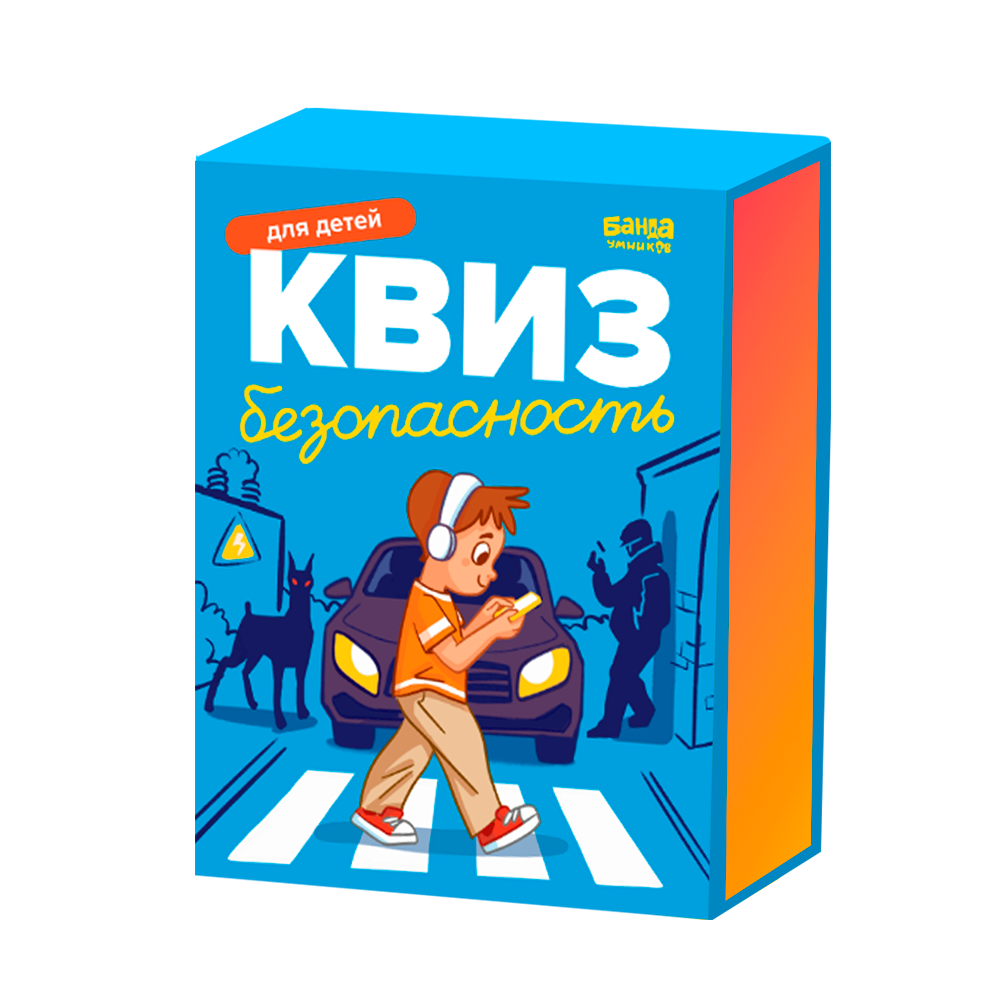 для детей
Банда
умников
КВИЗ
безопасность